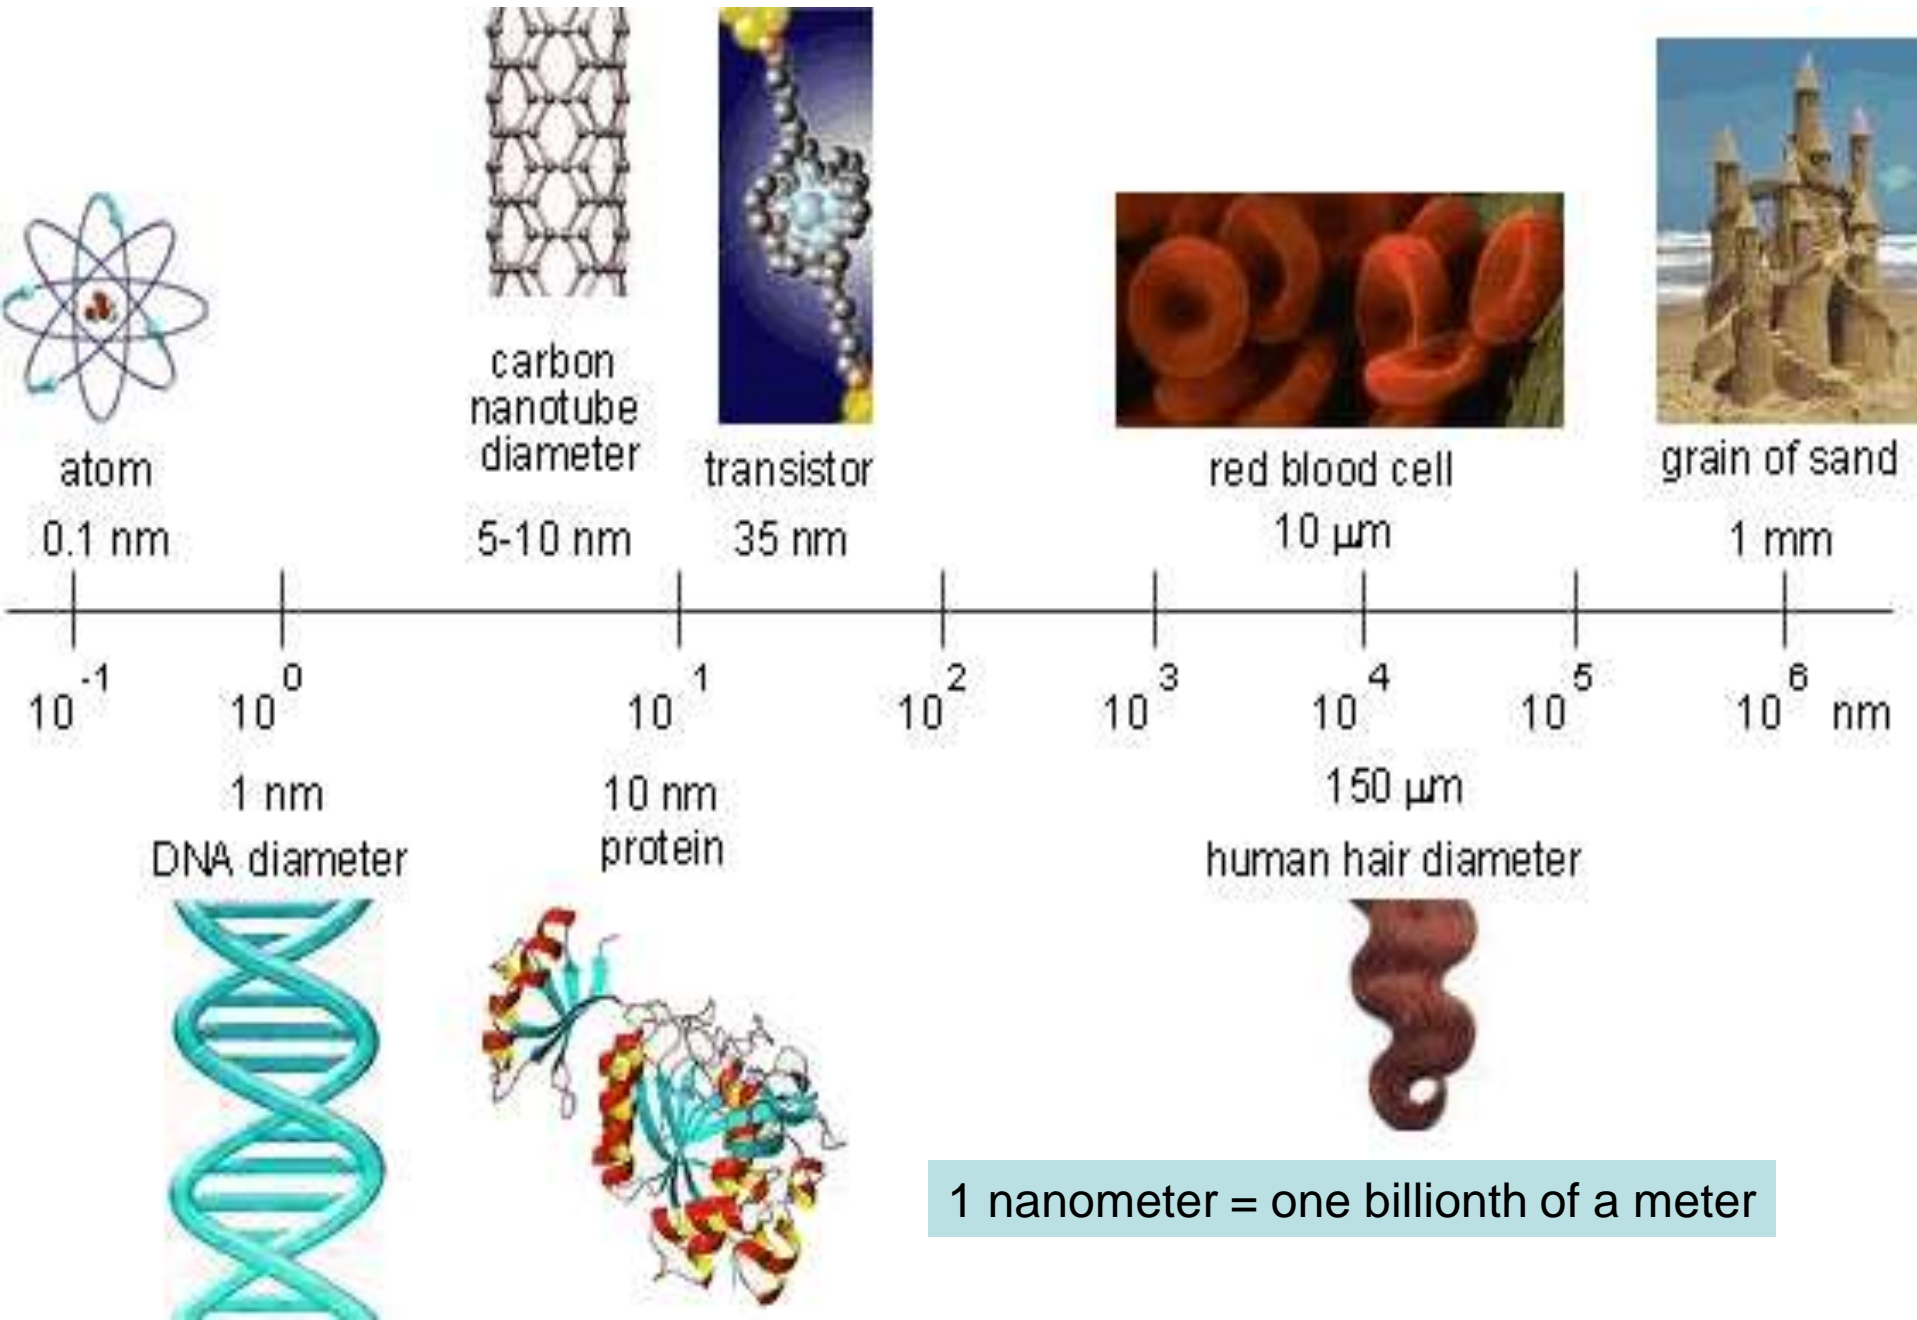 atom
0.1 nm
carbon
nanotube
diameter
5-10 nm
transistor
35 nm
red blood cell
10 μm
grain of sand
1 mm
10⁻¹ 10⁰ 10¹ 10² 10³ 10⁴ 10⁵ 10⁶ nm
1 nm
DNA diameter
10 nm
protein
150 μm
human hair diameter
1 nanometer = one billionth of a meter